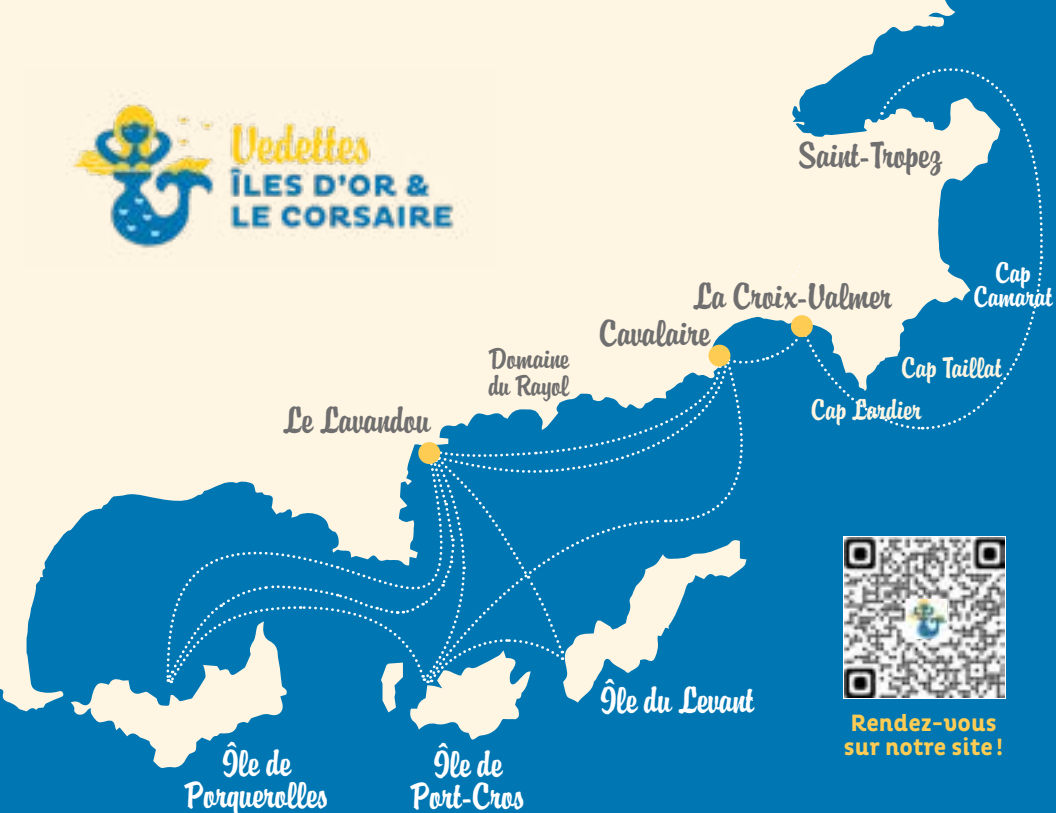 Vedettes
ÎLES D'OR &
LE CORSAIRE
Saint-Tropez
Cap
Camarat
La Croix-Valmer
Cavalaire
Domaine
du Rayol
Cap Taillat
Cap Lardier
Le Lavandou
Île du Levant
Rendez-vous
sur notre site !
Île de
Porquerolles
Île de
Port-Cros